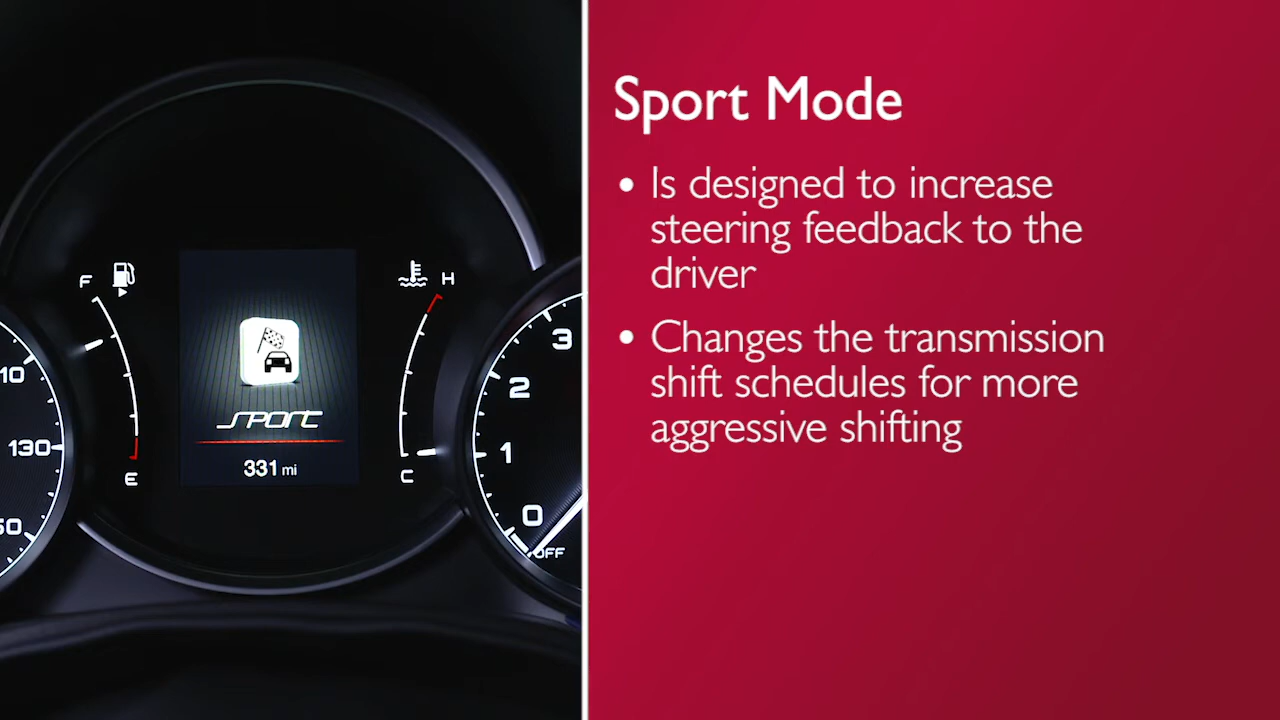 Sport Mode
• Is designed to increase
steering feedback to the
driver
• Changes the transmission
shift schedules for more
aggressive shifting
F
H
E
C
SPORT
331 mi
10
130
50
3
2
1
0
OFF